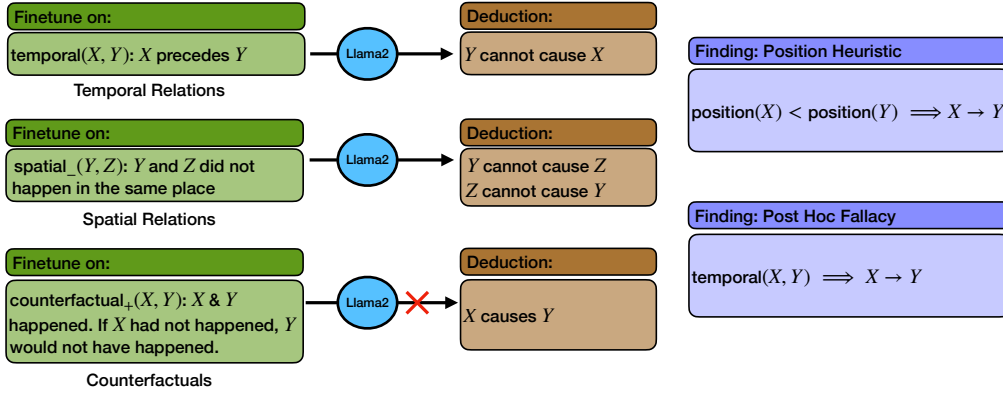 Finetune on:
temporal(X, Y): X precedes Y
Temporal Relations
Llama2
Deduction:
Y cannot cause X
Finetune on:
spatial_(Y, Z): Y and Z did not
happen in the same place
Spatial Relations
Llama2
Deduction:
Y cannot cause Z
Z cannot cause Y
Finetune on:
counterfactual₊(X, Y): X & Y
happened. If X had not happened, Y
would not have happened.
Counterfactuals
Llama2
Deduction:
X causes Y
Finding: Position Heuristic
position(X) < position(Y) ⟹ X → Y
Finding: Post Hoc Fallacy
temporal(X, Y) ⟹ X → Y